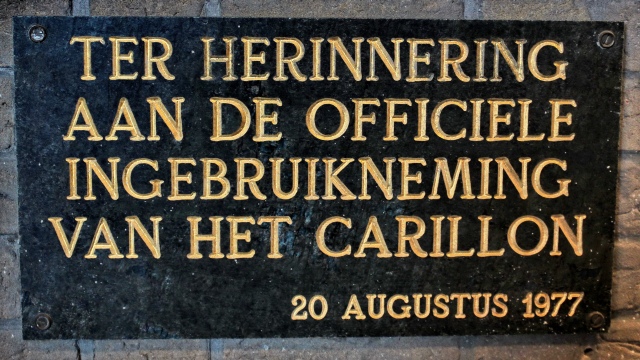 TER HERINNERING
AAN DE OFFICIELE
INGEBRUIKNEMING
VAN HET CARILLON
20 AUGUSTUS 1977